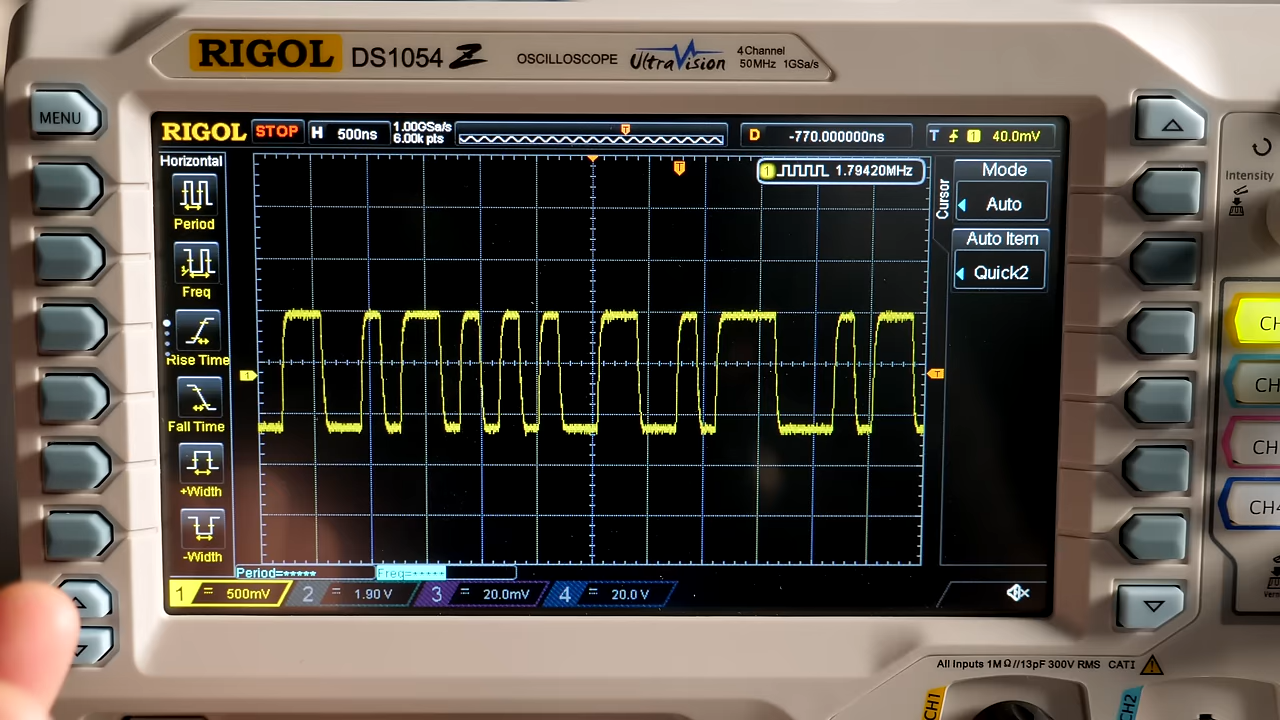 RIGOL DS1054 Z OSCILLOSCOPE UltraVision 4 Channel
50MHz 1GSa/s
MENU
RIGOL STOP H 500ns 1.00GSa/s
6.00k pts
D -770.000000ns T 1 40.0mV
Horizontal
Period
Freq
Rise Time
Fall Time
+Width
-Width
T
1 1.79420MHz
1
T
Cursor
Mode
Auto
Auto Item
Quick2
Intensity
CH
CH
CH
CH4
Period=*****
Freq=*****
1 500mV 2 1.90 V 3 20.0mV 4 20.0 V
All Inputs 1MΩ//13pF 300V RMS CATI
CH1
CH2